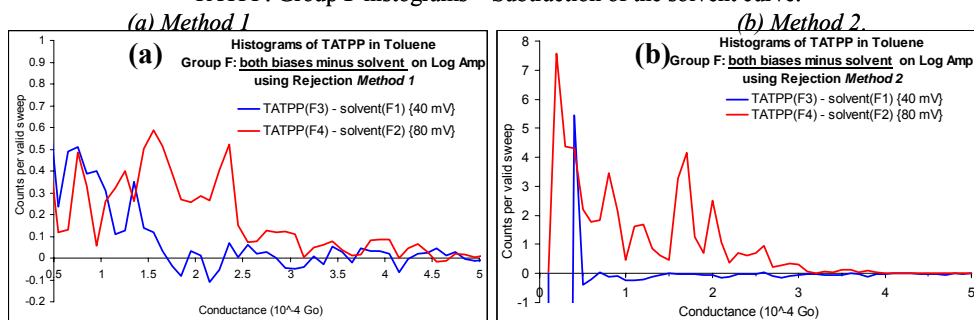 (a) Method 1
(b) Method 2.
(a)
Histograms of TATPP in Toluene
Group F: both biases minus solvent on Log Amp
using Rejection Method 1
TATPP(F3) - solvent(F1) {40 mV}
TATPP(F4) - solvent(F2) {80 mV}
Counts per valid sweep
1
0.9
0.8
0.7
0.6
0.5
0.4
0.3
0.2
0.1
0
-0.1
-0.2
0.5
1
1.5
2
2.5
3
3.5
4
4.5
5
Conductance (10^-4 Go)
(b)
Histograms of TATPP in Toluene
Group F: both biases minus solvent on Log Amp
using Rejection Method 2
TATPP(F3) - solvent(F1) {40 mV}
TATPP(F4) - solvent(F2) {80 mV}
Counts per valid sweep
8
7
6
5
4
3
2
1
0
-1
0
1
2
3
4
5
Conductance (10^-4 Go)